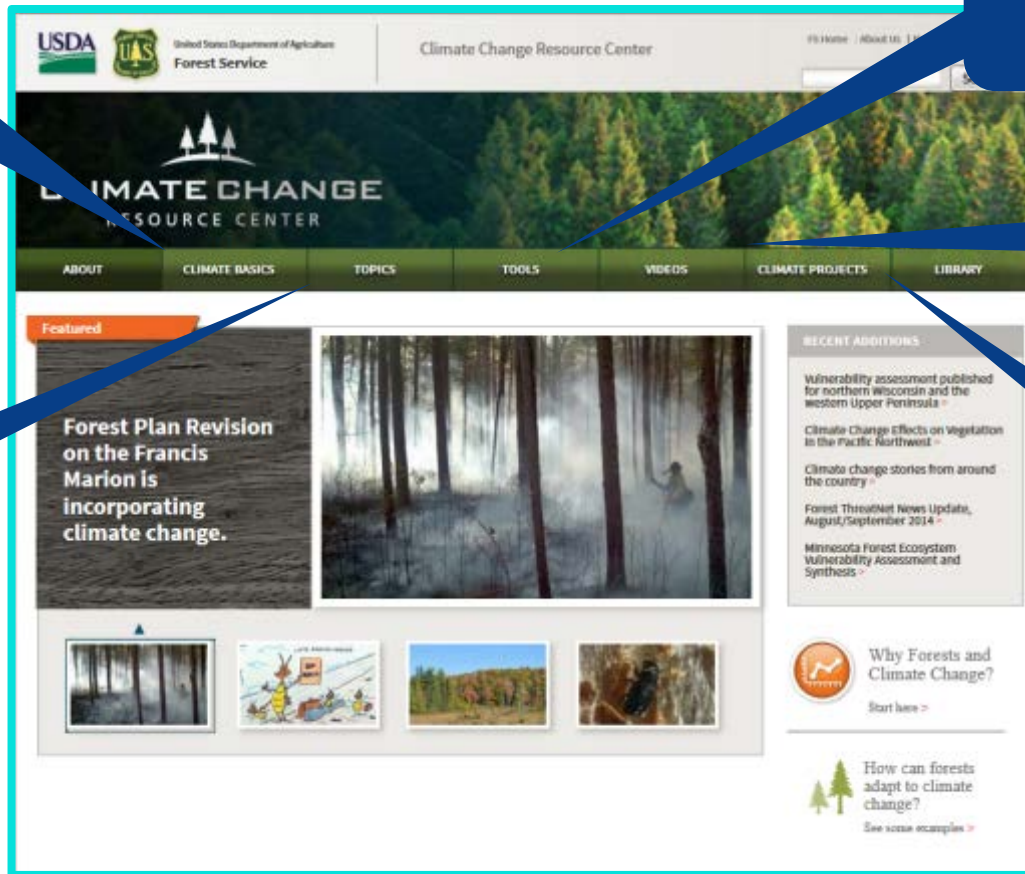 USDA
UAS
United States Department of Agriculture
Forest Service
Climate Change Resource Center
FS Home | About Us |
CLIMATE CHANGE
RESOURCE CENTER
ABOUT
CLIMATE BASICS
TOPICS
TOOLS
VIDEOS
CLIMATE PROJECTS
LIBRARY
Featured
Forest Plan Revision
on the Francis
Marion is
incorporating
climate change.
RECENT ADDITIONS
Vulnerability assessment published
for northern Wisconsin and the
western Upper Peninsula >
Climate Change Effects on Vegetation
in the Pacific Northwest >
Climate change stories from around
the country >
Forest ThreatNet News Update,
August/September 2014 >
Minnesota Forest Ecosystem
Vulnerability Assessment and
Synthesis >
Why Forests and
Climate Change?
Start here >
How can forests
adapt to climate
change?
See some examples >